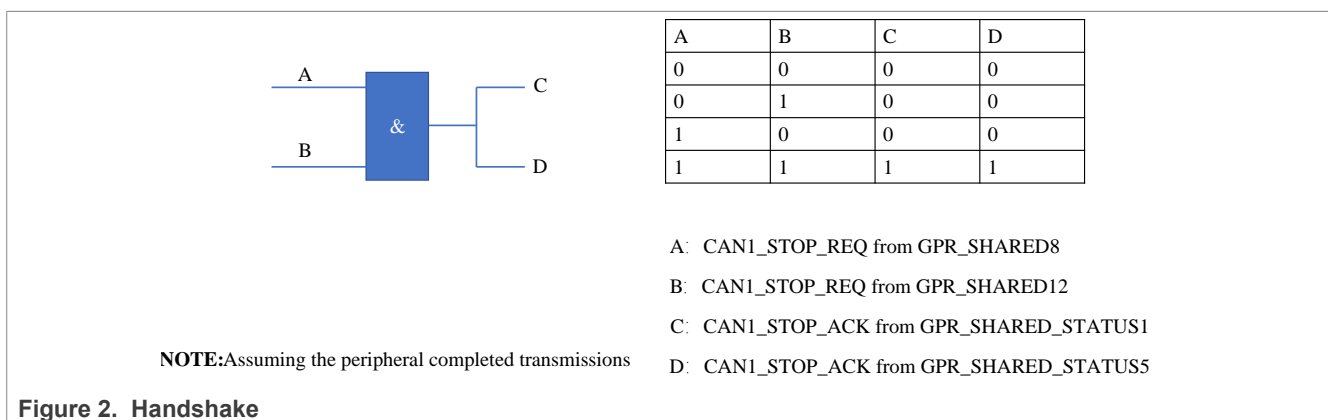 A
B
&
C
D
A B C D
0 0 0 0
0 1 0 0
1 0 0 0
1 1 1 1
A: CAN1_STOP_REQ from GPR_SHARED8
B: CAN1_STOP_REQ from GPR_SHARED12
C: CAN1_STOP_ACK from GPR_SHARED_STATUS1
D: CAN1_STOP_ACK from GPR_SHARED_STATUS5
NOTE:Assuming the peripheral completed transmissions
Figure 2. Handshake